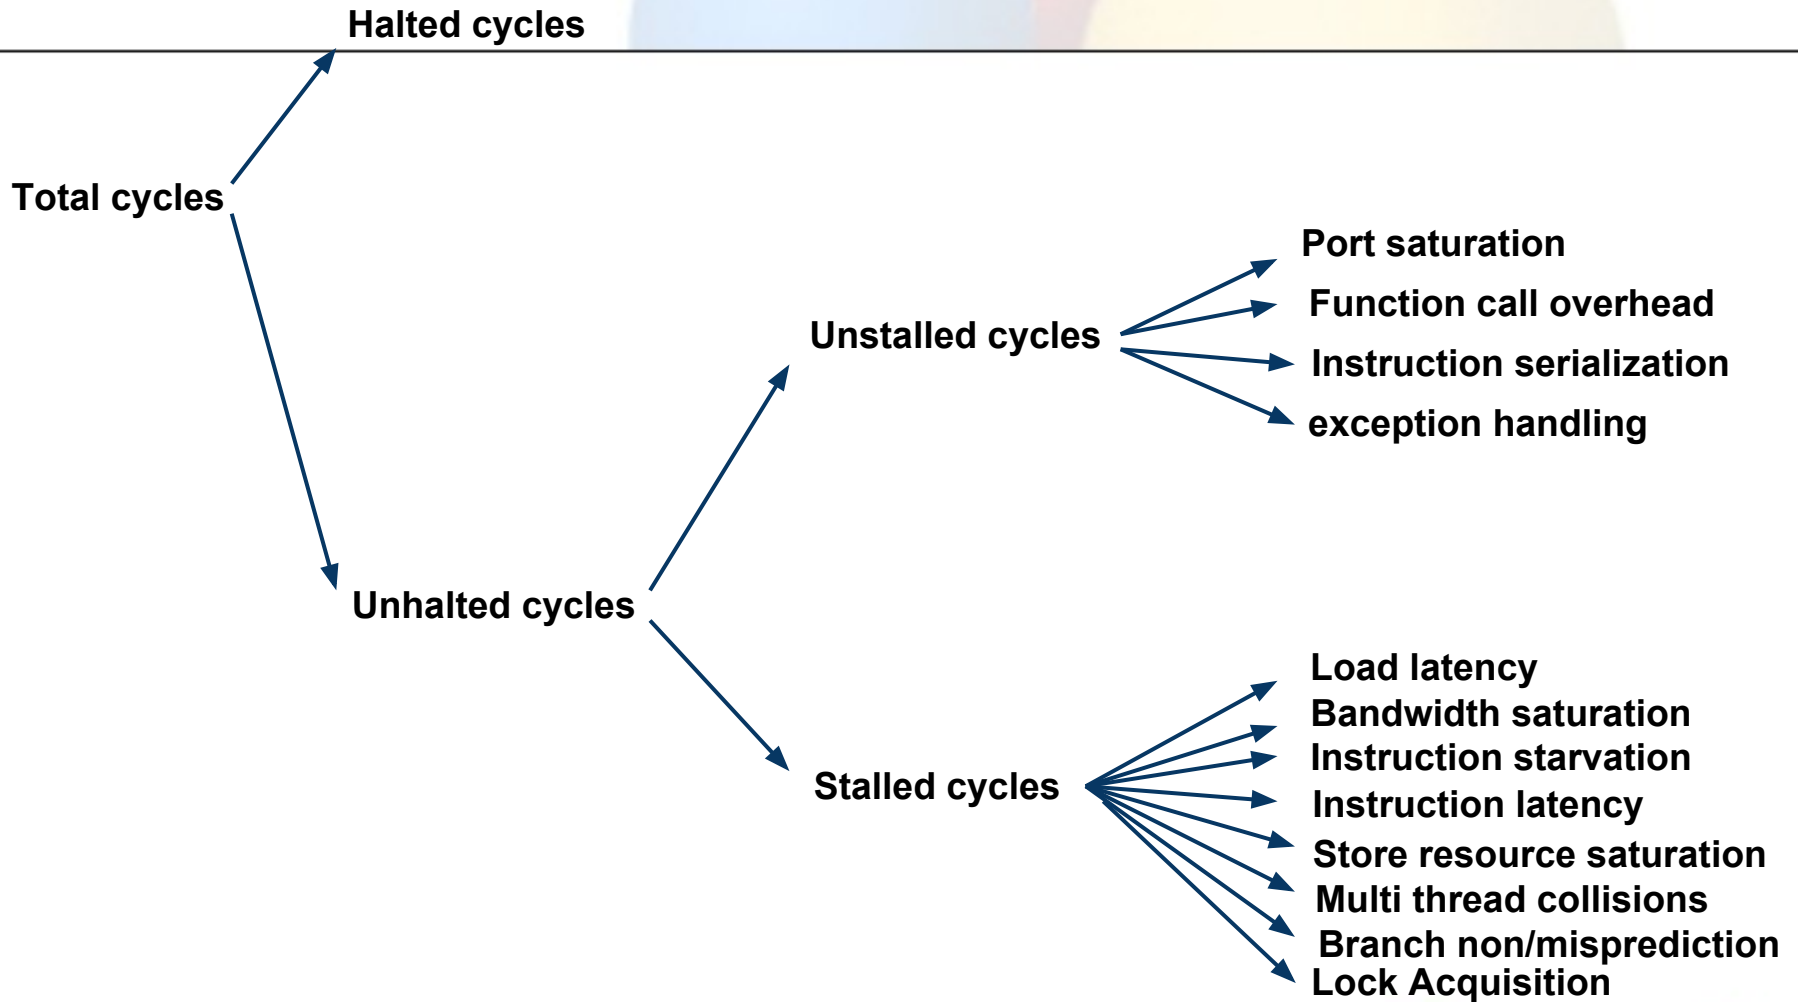 Halted cycles
Total cycles
Port saturation
Function call overhead
Unstalled cycles
Instruction serialization
exception handling
Unhalted cycles
Load latency
Bandwidth saturation
Instruction starvation
Stalled cycles
Instruction latency
Store resource saturation
Multi thread collisions
Branch non/misprediction
Lock Acquisition